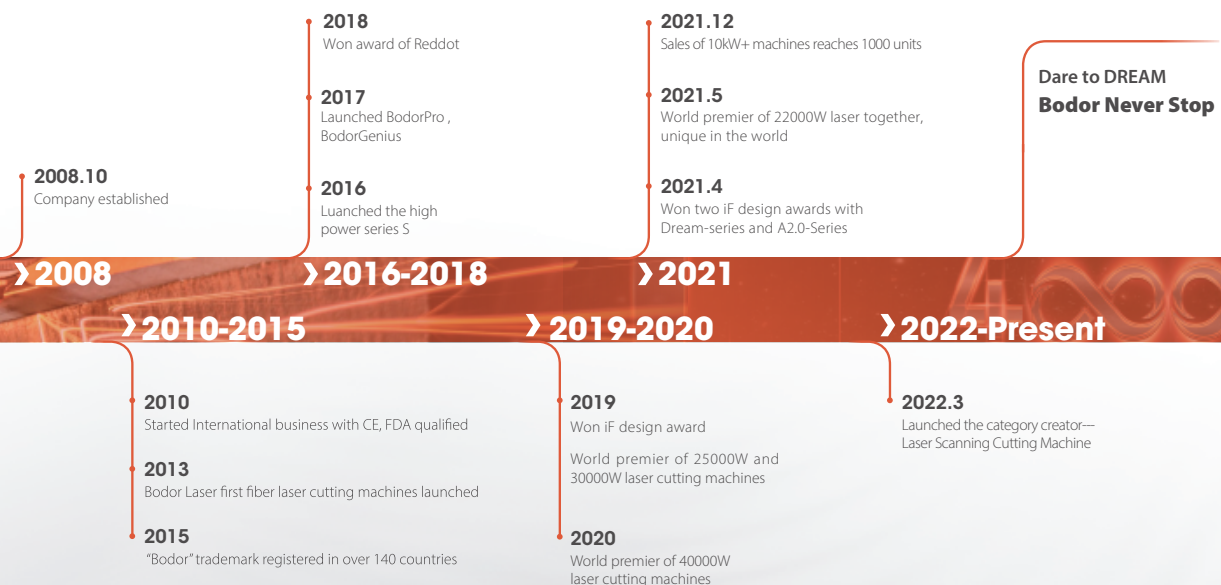 2008.10
Company established
❯2008
2010-2015
2010
Started International business with CE, FDA qualified
2013
Bodor Laser first fiber laser cutting machines launched
2015
“Bodor” trademark registered in over 140 countries
2018
Won award of Reddot
2017
Launched BodorPro ,
BodorGenius
2016
Luanched the high
power series S
❯2016-2018
❯2019-2020
2019
Won iF design award
World premier of 25000W and
30000W laser cutting machines
2020
World premier of 40000W
laser cutting machines
2021.12
Sales of 10kW+ machines reaches 1000 units
2021.5
World premier of 22000W laser together,
unique in the world
2021.4
Won two iF design awards with
Dream-series and A2.0-Series
❯2021
❯2022-Present
2022.3
Launched the category creator---
Laser Scanning Cutting Machine
Dare to DREAM
Bodor Never Stop